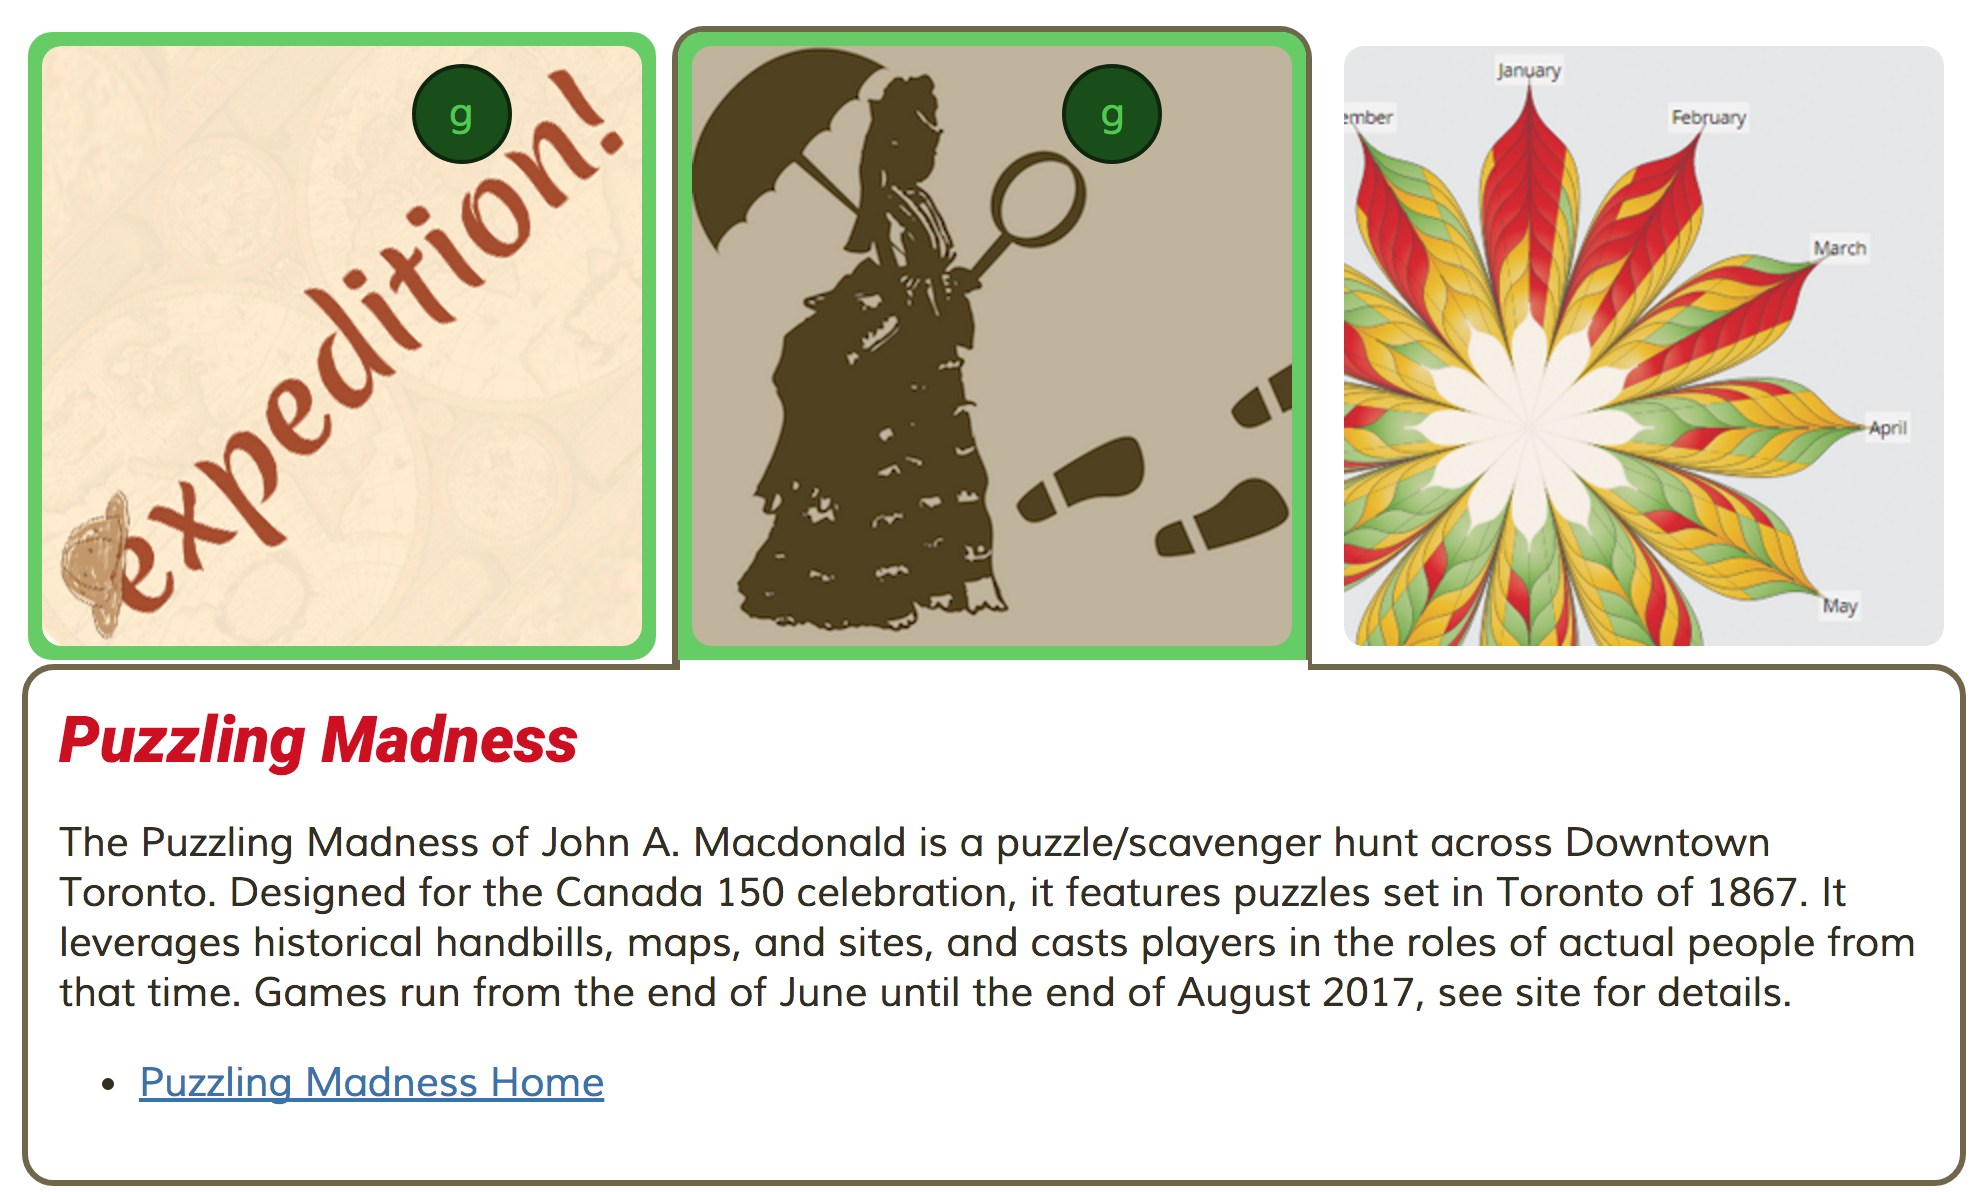 g
expedition!
g
January
ember
February
March
April
May
Puzzling Madness
The Puzzling Madness of John A. Macdonald is a puzzle/scavenger hunt across Downtown
Toronto. Designed for the Canada 150 celebration, it features puzzles set in Toronto of 1867. It
leverages historical handbills, maps, and sites, and casts players in the roles of actual people from
that time. Games run from the end of June until the end of August 2017, see site for details.
• Puzzling Madness Home